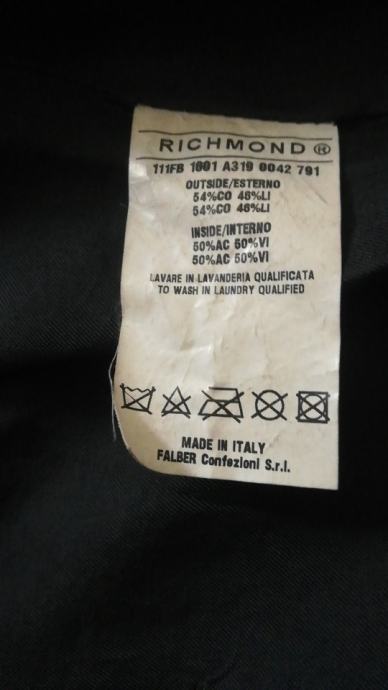 RICHMOND ®
111FB 1001 A319 0042 791
OUTSIDE/ESTERNO
54%CO 46%LI
54%CO 46%LI
INSIDE/INTERNO
50%AC 50%VI
50%AC 50%VI
LAVARE IN LAVANDERIA QUALIFICATA
TO WASH IN LAUNDRY QUALIFIED
MADE IN ITALY
FALBER Confezioni S.r.l.